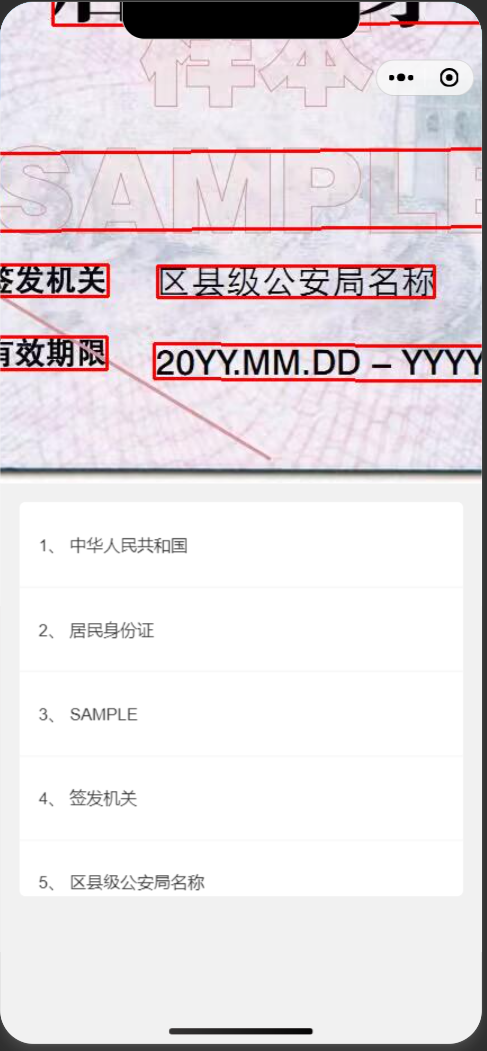 样本
SAMPLE
签发机关 区县级公安局名称
有效期限 20YY.MM.DD – YYYY
1、 中华人民共和国
2、 居民身份证
3、 SAMPLE
4、 签发机关
5、 区县级公安局名称